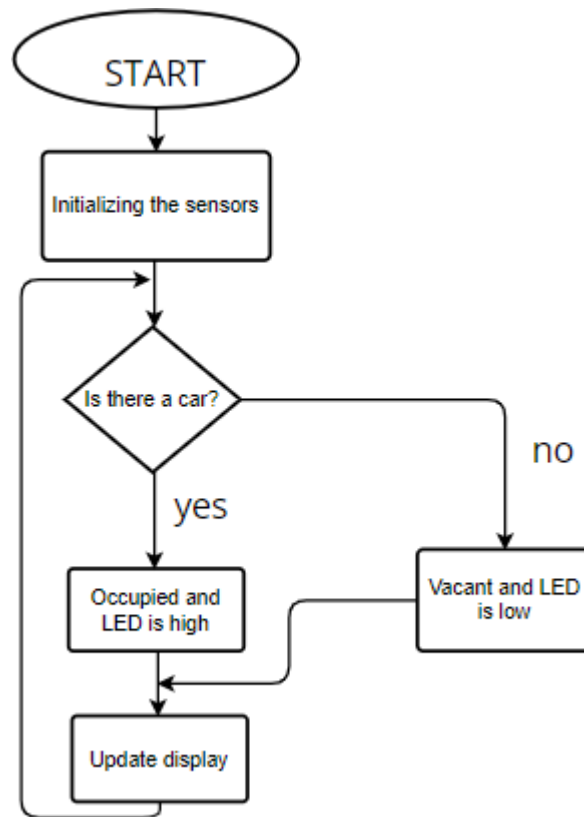 START
Initializing the sensors
Is there a car?
yes
no
Occupied and
LED is high
Vacant and LED
is low
Update display